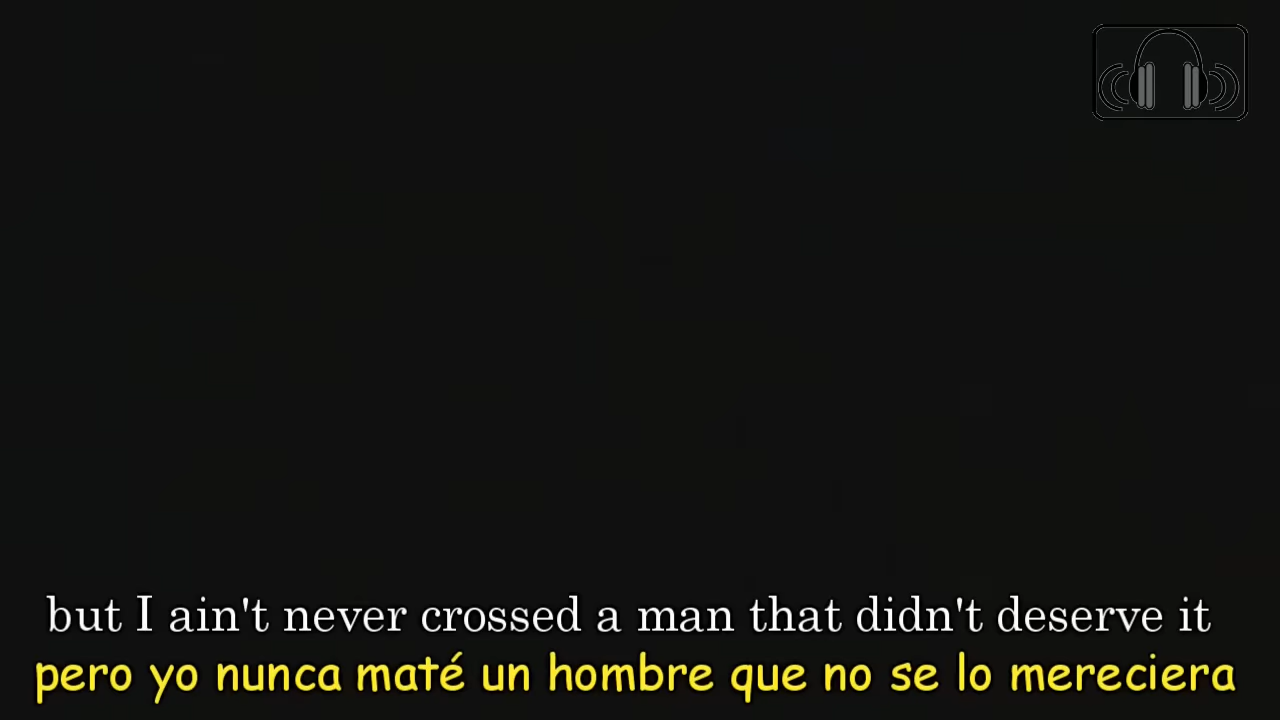 but I ain't never crossed a man that didn't deserve it
pero yo nunca maté un hombre que no se lo mereciera